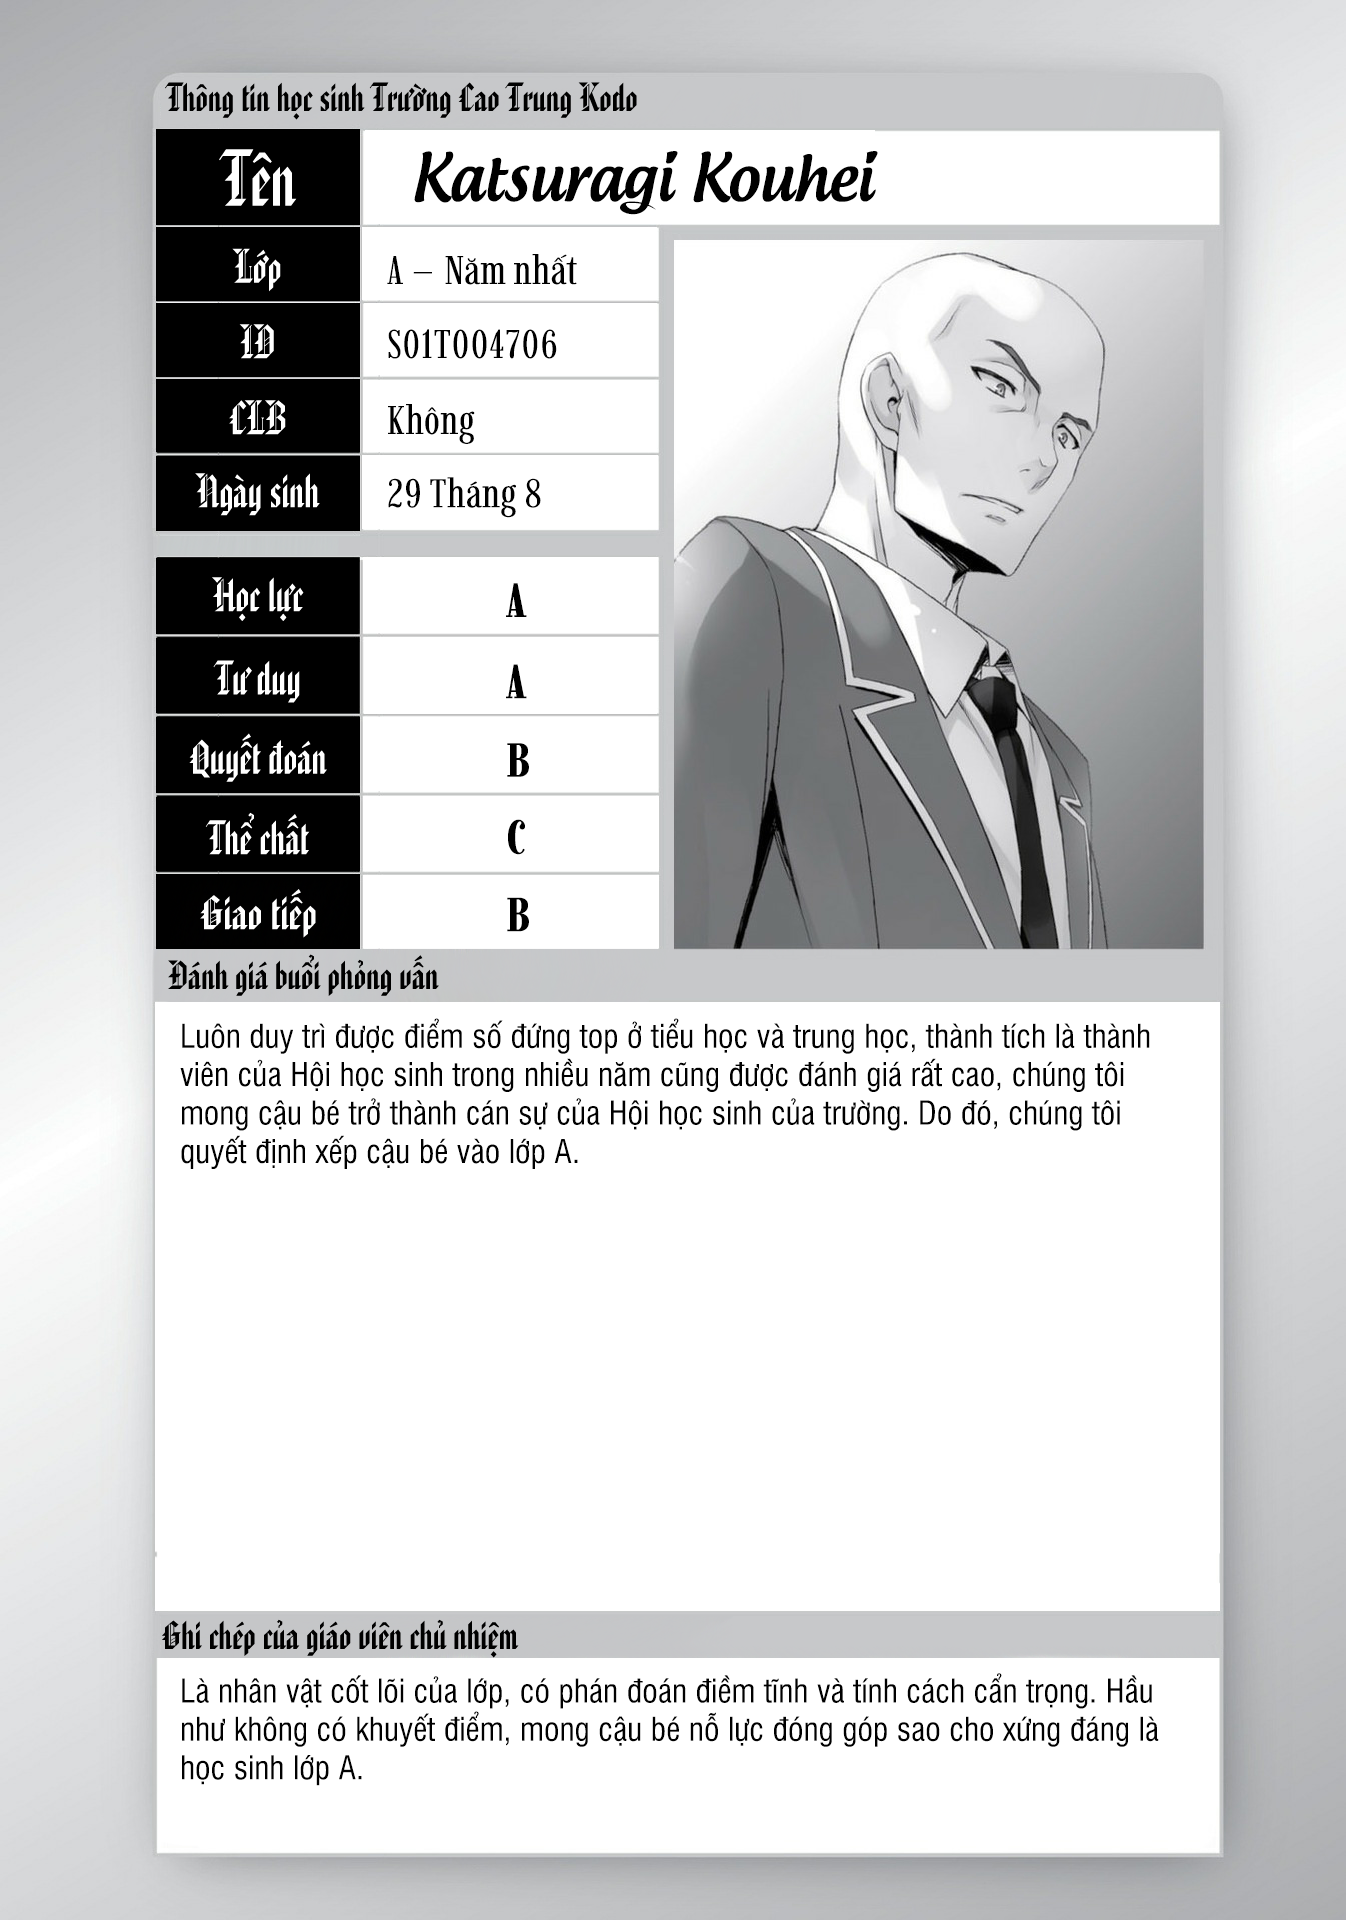 Thông tin học sinh Trường Cao Trung Kodo
Tên Katsuragi Kouhei
Lớp A – Năm nhất
ID S01T004706
CLB Không
Ngày sinh 29 Tháng 8
Học lực A
Tư duy A
Quyết đoán B
Thể chất C
Giao tiếp B
Đánh giá buổi phỏng vấn
Luôn duy trì được điểm số đứng top ở tiểu học và trung học, thành tích là thành
viên của Hội học sinh trong nhiều năm cũng được đánh giá rất cao, chúng tôi
mong cậu bé trở thành cán sự của Hội học sinh của trường. Do đó, chúng tôi
quyết định xếp cậu bé vào lớp A.
Ghi chép của giáo viên chủ nhiệm
Là nhân vật cốt lõi của lớp, có phán đoán điềm tĩnh và tính cách cẩn trọng. Hầu
như không có khuyết điểm, mong cậu bé nỗ lực đóng góp sao cho xứng đáng là
học sinh lớp A.